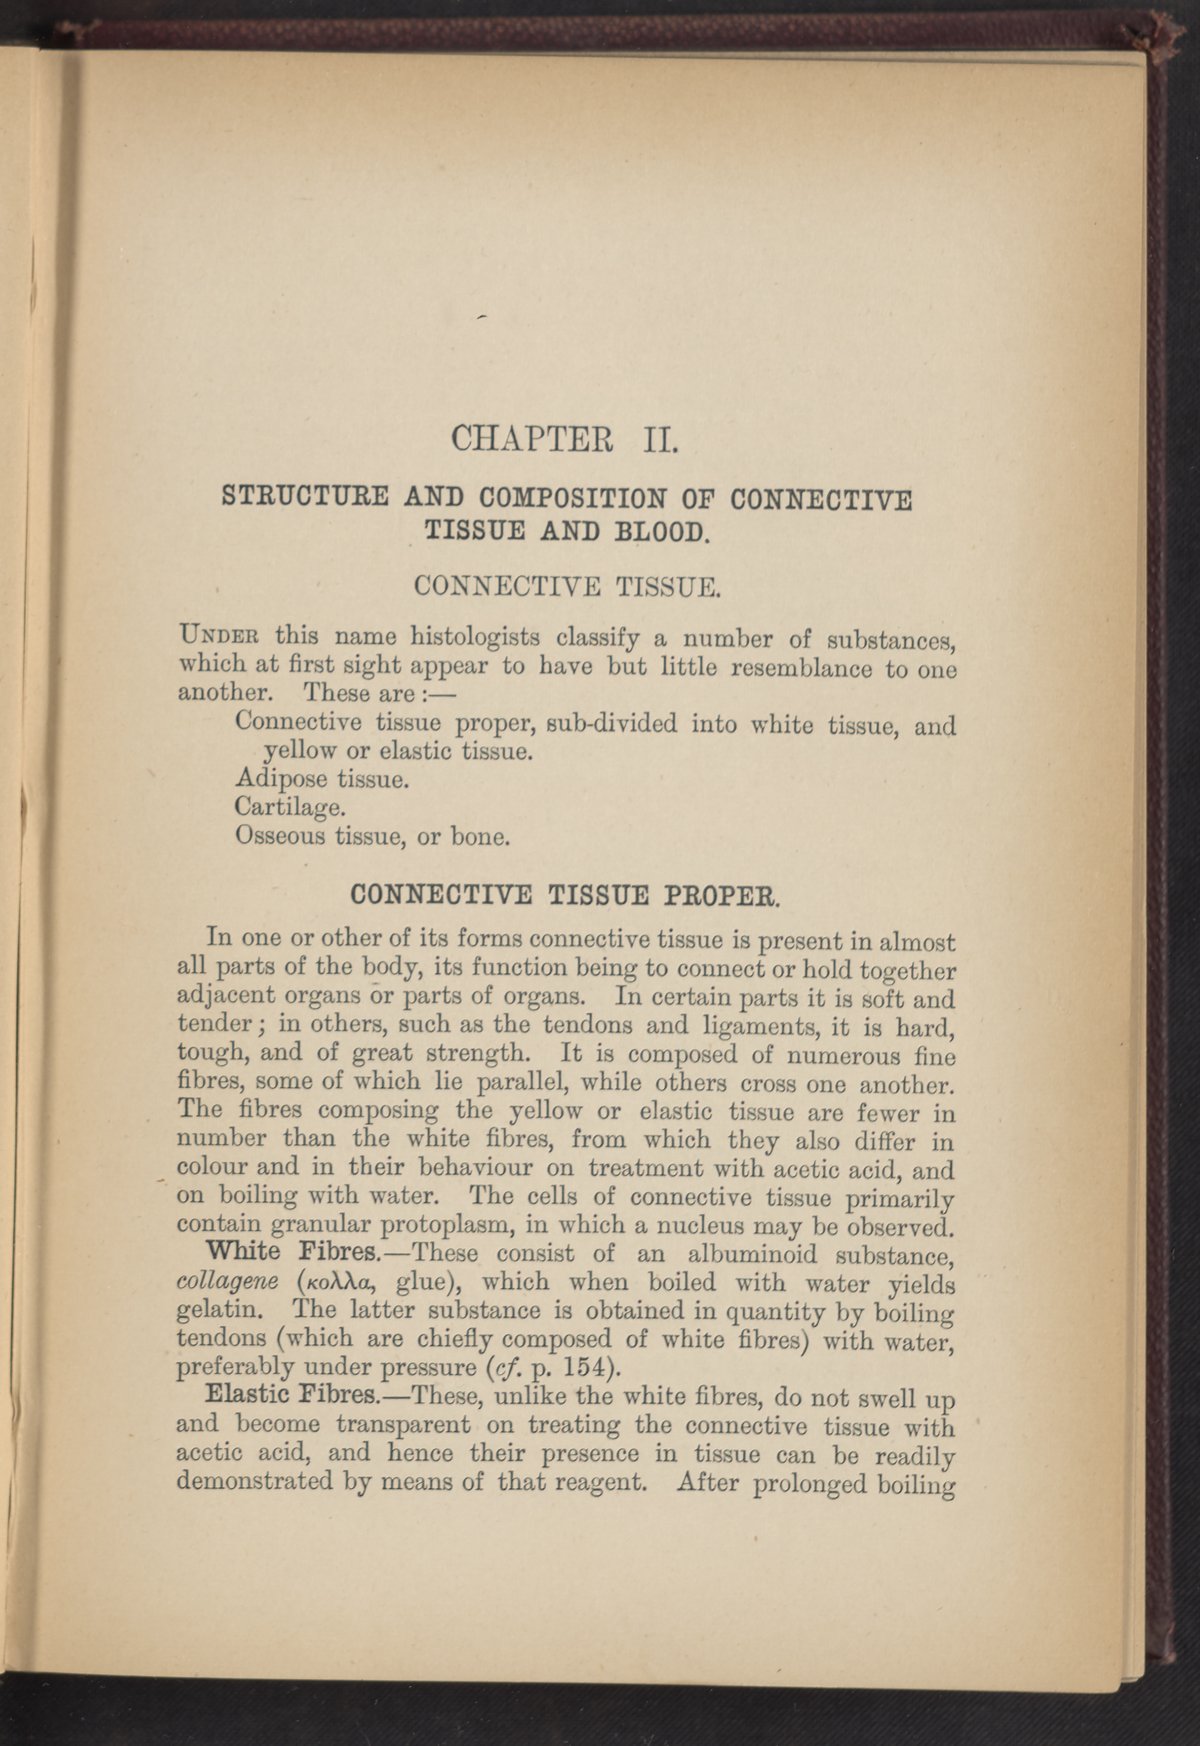 CHAPTER II.
STRUCTURE AND COMPOSITION OF CONNECTIVE
TISSUE AND BLOOD.
CONNECTIVE TISSUE.
UNDER this name histologists classify a number of substances,
which at first sight appear to have but little resemblance to one
another. These are :—
Connective tissue proper, sub-divided into white tissue, and
yellow or elastic tissue.
Adipose tissue.
Cartilage.
Osseous tissue, or bone.
CONNECTIVE TISSUE PROPER.
In one or other of its forms connective tissue is present in almost
all parts of the body, its function being to connect or hold together
adjacent organs or parts of organs. In certain parts it is soft and
tender; in others, such as the tendons and ligaments, it is hard,
tough, and of great strength. It is composed of numerous fine
fibres, some of which lie parallel, while others cross one another.
The fibres composing the yellow or elastic tissue are fewer in
number than the white fibres, from which they also differ in
colour and in their behaviour on treatment with acetic acid, and
on boiling with water. The cells of connective tissue primarily
contain granular protoplasm, in which a nucleus may be observed.
White Fibres.—These consist of an albuminoid substance,
collagene (κολλα, glue), which when boiled with water yields
gelatin. The latter substance is obtained in quantity by boiling
tendons (which are chiefly composed of white fibres) with water,
preferably under pressure (cf. p. 154).
Elastic Fibres.—These, unlike the white fibres, do not swell up
and become transparent on treating the connective tissue with
acetic acid, and hence their presence in tissue can be readily
demonstrated by means of that reagent. After prolonged boiling